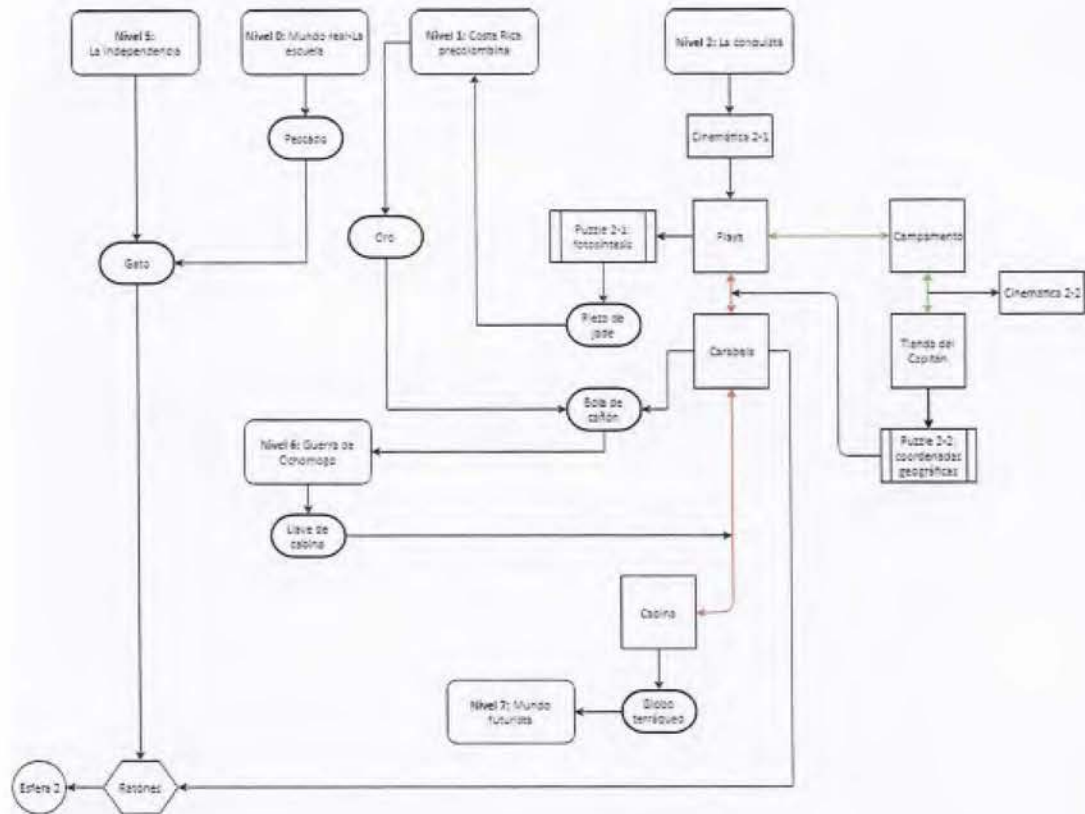 Nivel 5:
La independencia
Nivel 0: Mundo real-La
escuela
Nivel 1: Costa Rica
precolombina
Nivel 2: La conquista
Pescado
Cinemática 2-1
Oro
Puzzle 2-1:
fotosíntesis
Playa
Campamento
Gato
Cinemática 2-2
Pieza de
jade
Carabela
Tienda del
Capitán
Bola de
cañón
Nivel 6: Guerra de
Ochomogo
Puzzle 2-2:
coordenadas
geográficas
Llave de
cabina
Cabina
Nivel 7: Mundo
futurista
Globo
terráqueo
Esfera 2
Ratones